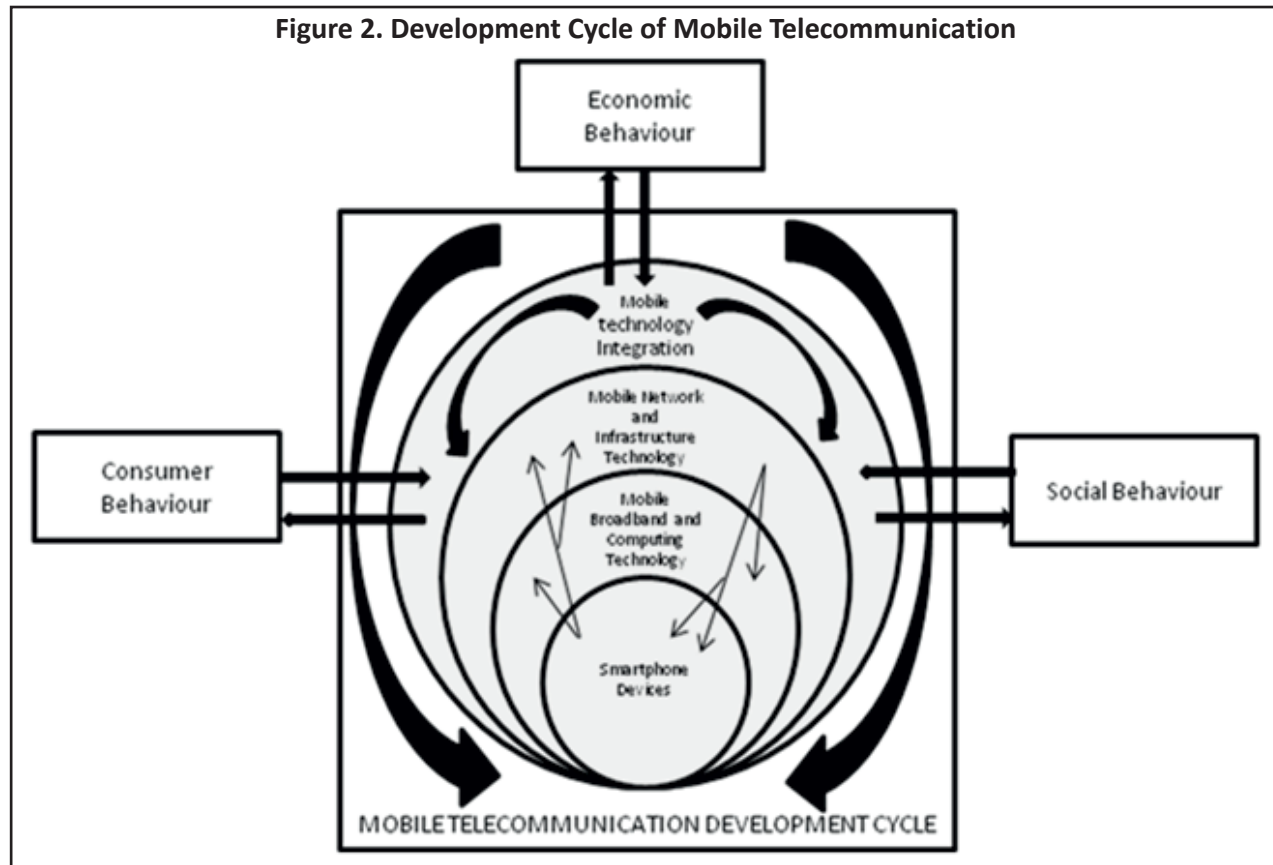 Figure 2. Development Cycle of Mobile Telecommunication
Economic
Behaviour
Mobile
technology
Integration
Mobile Network
and
Infrastructure
Technology
Consumer
Behaviour
Social Behaviour
Mobile
Broadband and
Computing
Technology
Smartphone
Devices
MOBILE TELECOMMUNICATION DEVELOPMENT CYCLE